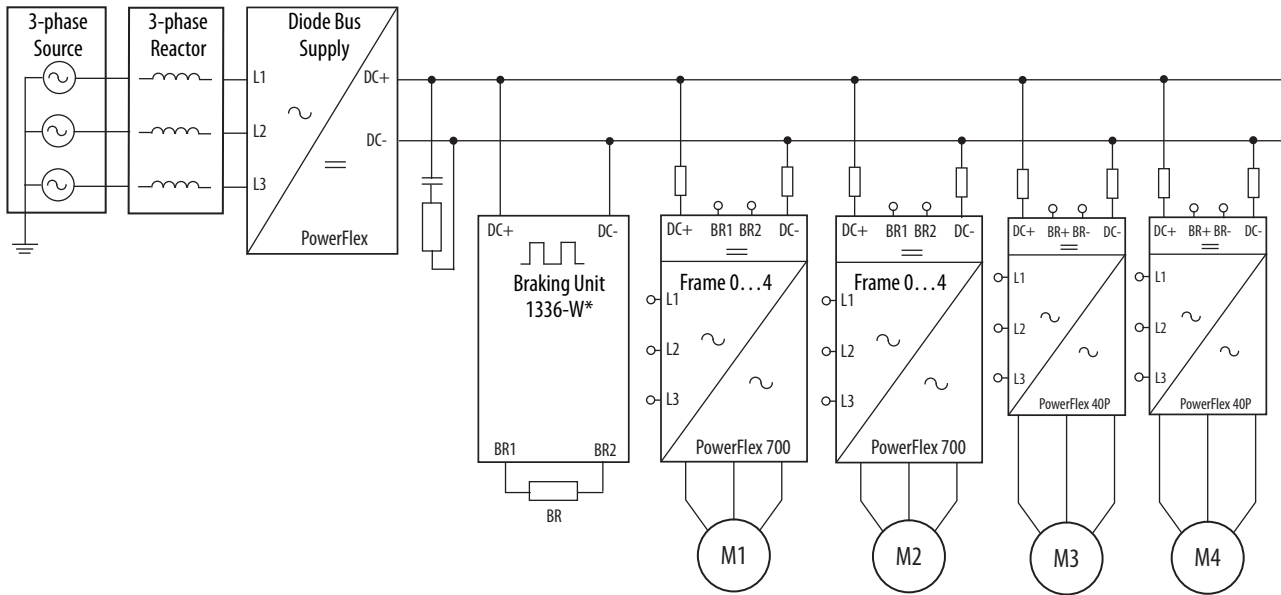 3-phase
Source
3-phase
Reactor
Diode Bus
Supply
L1
L2
L3
DC+
DC-
PowerFlex
DC+ DC-
Braking Unit
1336-W*
BR1 BR2
BR
DC+ BR1 BR2 DC-
Frame 0…4
L1
L2
L3
PowerFlex 700
M1
DC+ BR1 BR2 DC-
Frame 0…4
L1
L2
L3
PowerFlex 700
M2
DC+ BR+ BR- DC-
L1
L2
L3
PowerFlex 40P
M3
DC+ BR+ BR- DC-
L1
L2
L3
PowerFlex 40P
M4